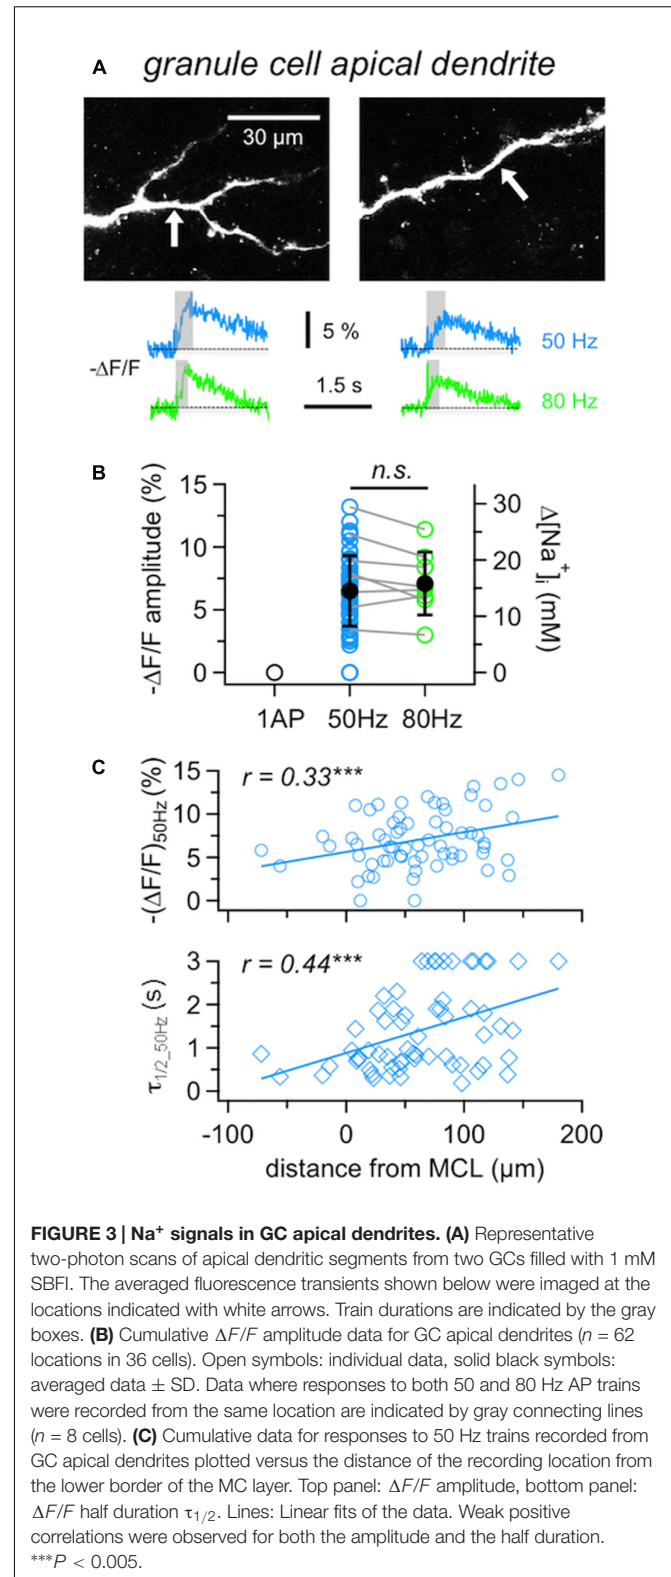 A granule cell apical dendrite
30 µm
-ΔF/F
5 %
1.5 s
50 Hz
80 Hz
B
n.s.
-ΔF/F amplitude (%)
15
10
5
0
Δ[Na⁺]ᵢ (mM)
30
20
10
0
1AP 50Hz 80Hz
C
r = 0.33***
-(ΔF/F)50Hz (%)
15
10
5
0
r = 0.44***
τ1/2_50Hz (s)
3
2
1
0
-100 0 100 200
distance from MCL (µm)
FIGURE 3 | Na⁺ signals in GC apical dendrites. (A) Representative
two-photon scans of apical dendritic segments from two GCs filled with 1 mM
SBFI. The averaged fluorescence transients shown below were imaged at the
locations indicated with white arrows. Train durations are indicated by the gray
boxes. (B) Cumulative ΔF/F amplitude data for GC apical dendrites (n = 62
locations in 36 cells). Open symbols: individual data, solid black symbols:
averaged data ± SD. Data where responses to both 50 and 80 Hz AP trains
were recorded from the same location are indicated by gray connecting lines
(n = 8 cells). (C) Cumulative data for responses to 50 Hz trains recorded from
GC apical dendrites plotted versus the distance of the recording location from
the lower border of the MC layer. Top panel: ΔF/F amplitude, bottom panel:
ΔF/F half duration τ1/2. Lines: Linear fits of the data. Weak positive
correlations were observed for both the amplitude and the half duration.
***P < 0.005.